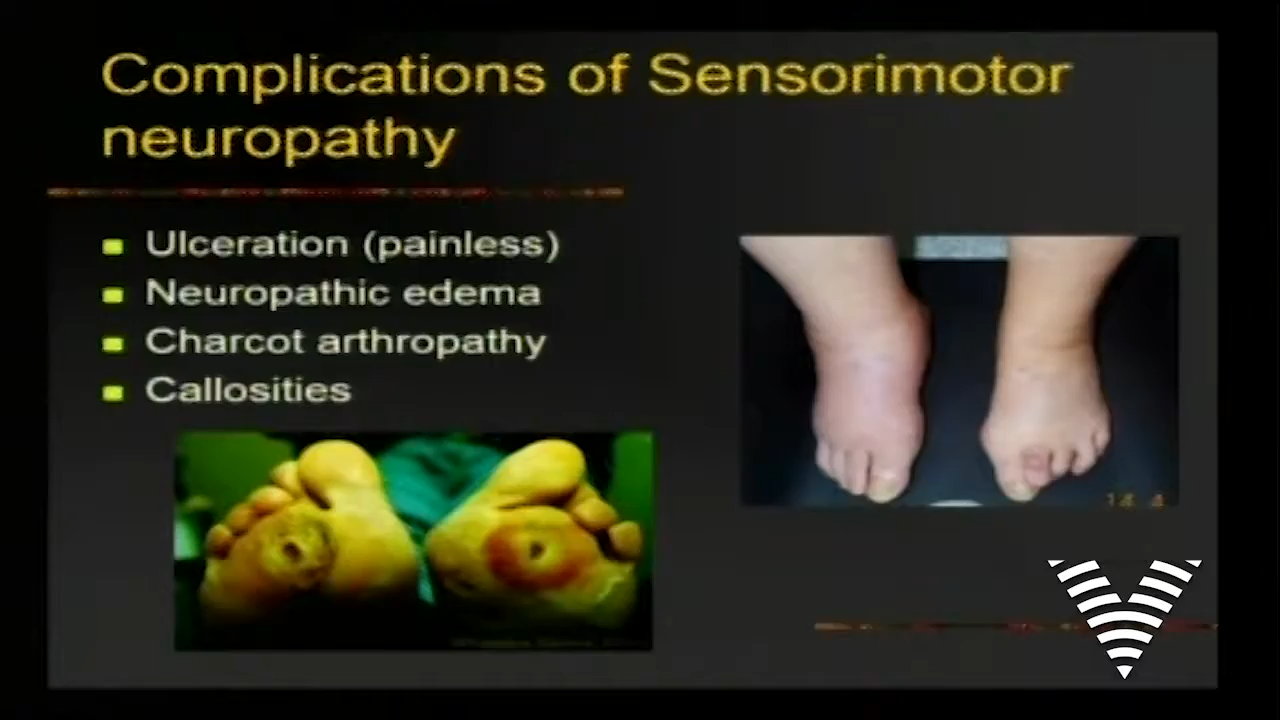 Complications of Sensorimotor
neuropathy
Ulceration (painless)
Neuropathic edema
Charcot arthropathy
Callosities
14 4